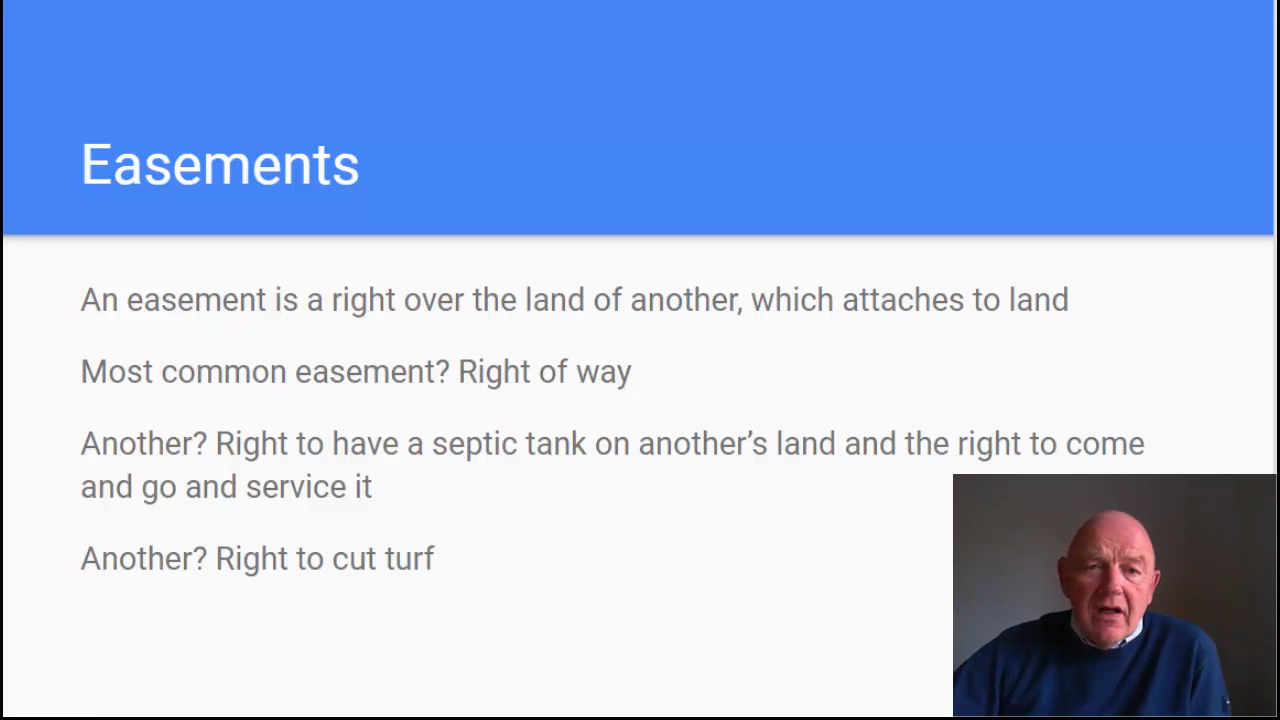 Easements
An easement is a right over the land of another, which attaches to land
Most common easement? Right of way
Another? Right to have a septic tank on another’s land and the right to come
and go and service it
Another? Right to cut turf